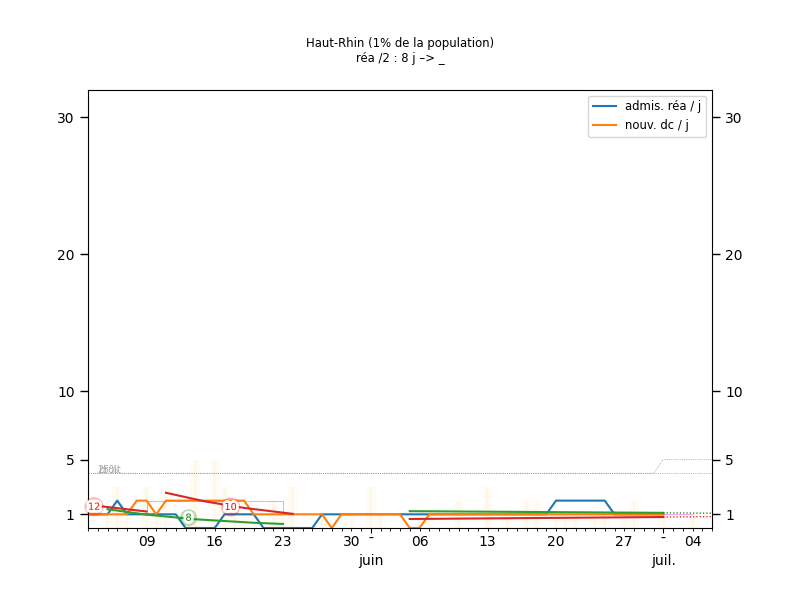 Haut-Rhin (1% de la population)
réa /2 : 8 j –> _
admis. réa / j
nouv. dc / j
30 30
20 20
10 10
5 5
1 1
12 8 10
09 16 23 30 - 06 13 20 27 - 04
juin juil.